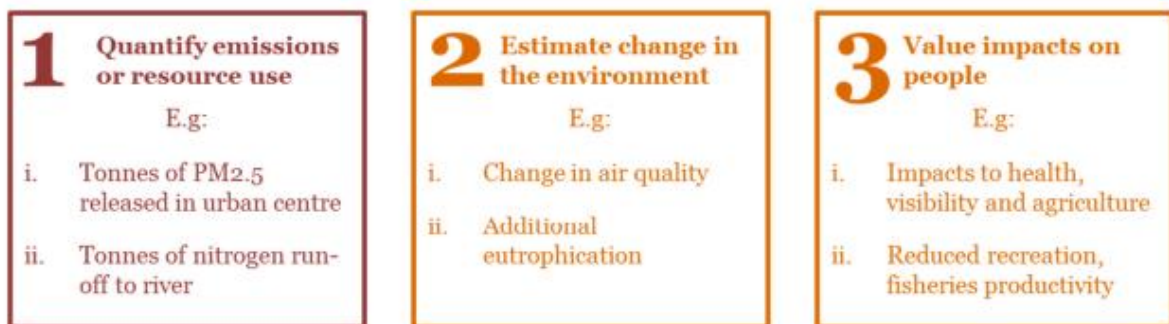 1
Quantify emissions
or resource use
E.g:
i. Tonnes of PM2.5
released in urban centre
ii. Tonnes of nitrogen run-
off to river
2
Estimate change in
the environment
E.g:
i. Change in air quality
ii. Additional
eutrophication
3
Value impacts on
people
E.g:
i. Impacts to health,
visibility and agriculture
ii. Reduced recreation,
fisheries productivity